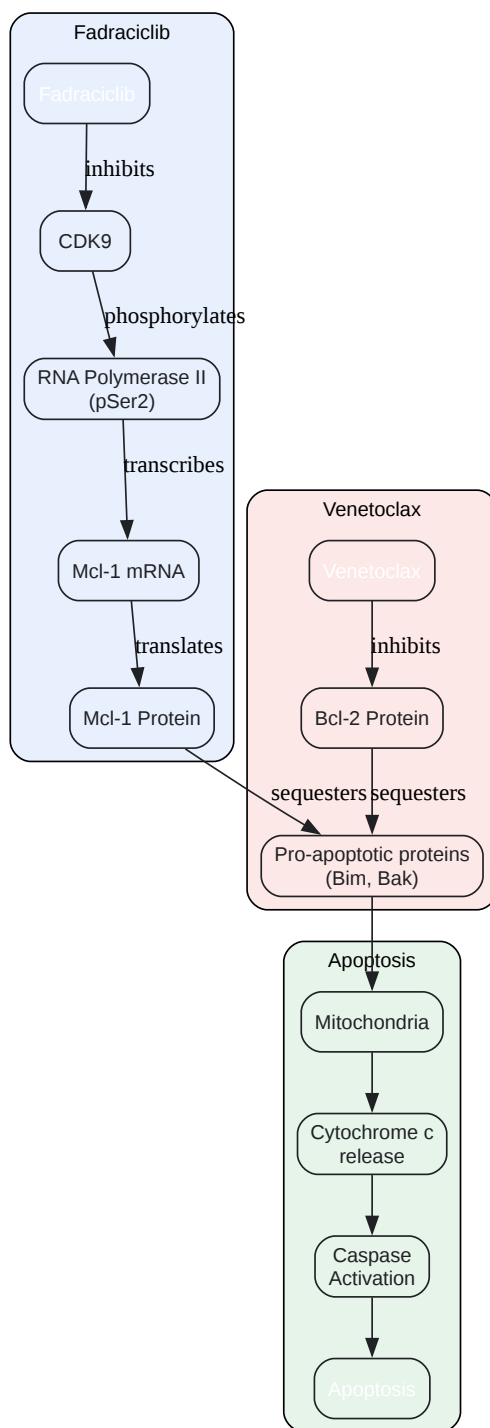 Fadraciclib
Fadraciclib
inhibits
CDK9
phosphorylates
RNA Polymerase II
(pSer2)
transcribes
Mcl-1 mRNA
translates
Mcl-1 Protein
sequesters
Venetoclax
Venetoclax
inhibits
Bcl-2 Protein
sequesters
Pro-apoptotic proteins
(Bim, Bak)
Apoptosis
Mitochondria
Cytochrome c
release
Caspase
Activation
Apoptosis